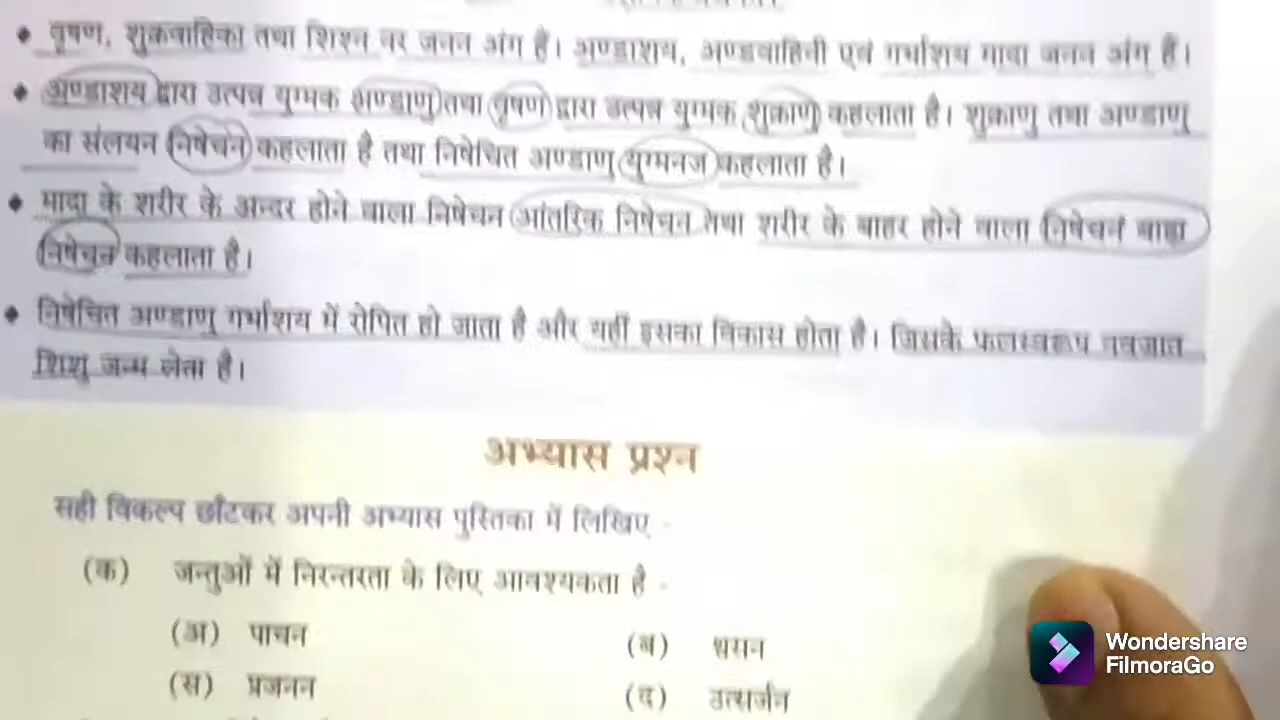 वृषण, शुक्रवाहिका तथा शिश्न नर जनन अंग हैं। अण्डाशय, अण्डवाहिनी एवं गर्भाशय मादा जनन अंग हैं।
अण्डाशय द्वारा उत्पन्न युग्मक अण्डाणु तथा वृषण द्वारा उत्पन्न युग्मक शुक्राणु कहलाता है। शुक्राणु तथा अण्डाणु
का संलयन निषेचन कहलाता है तथा निषेचित अण्डाणु युग्मनज कहलाता है।
मादा के शरीर के अन्दर होने वाला निषेचन आंतरिक निषेचन तथा शरीर के बाहर होने वाला निषेचन बाह्य
निषेचन कहलाता है।
निषेचित अण्डाणु गर्भाशय में रोपित हो जाता है और यहीं इसका विकास होता है। जिसके फलस्वरूप नवजात
शिशु जन्म लेता है।
अभ्यास प्रश्न
सही विकल्प छाँटकर अपनी अभ्यास पुस्तिका में लिखिए -
(क) जन्तुओं में निरन्तरता के लिए आवश्यकता है -
(अ) पाचन (ब) श्वसन
(स) प्रजनन (द) उत्सर्जन
Wondershare
FilmoraGo